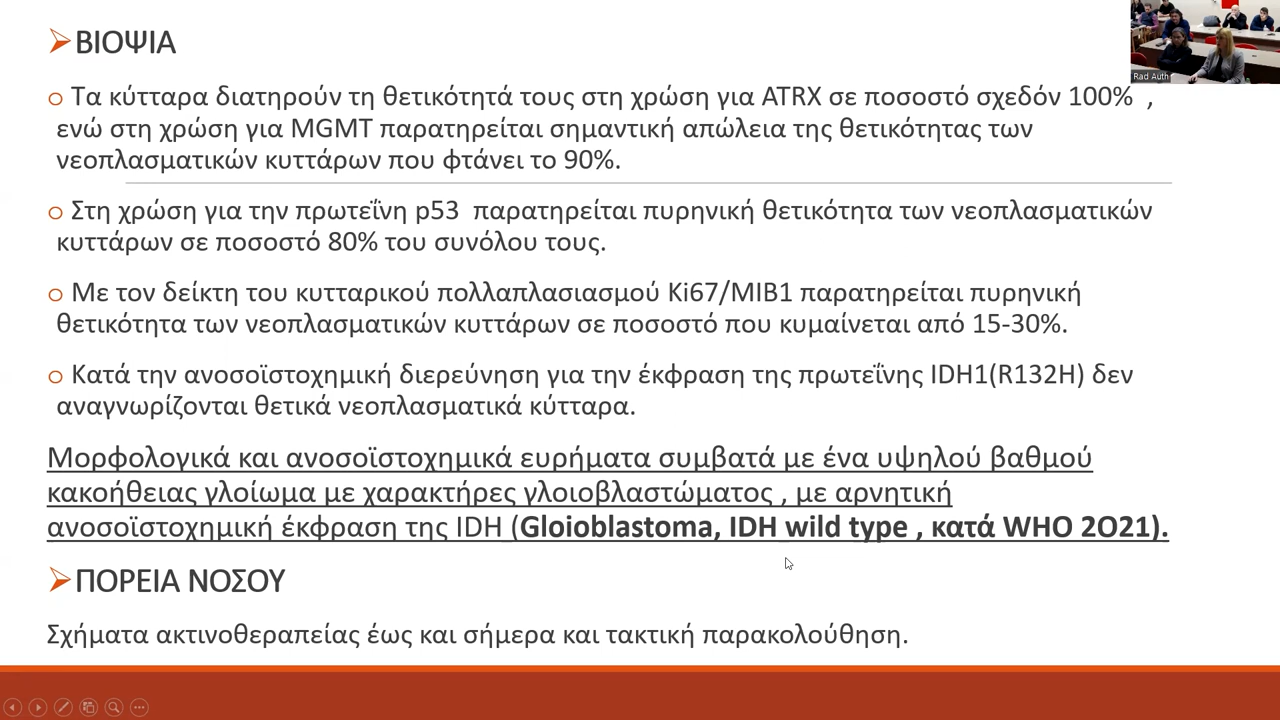 ΒΙΟΨΙΑ
Τα κύτταρα διατηρούν τη θετικότητά τους στη χρώση για ATRX σε ποσοστό σχεδόν 100% ,
ενώ στη χρώση για MGMT παρατηρείται σημαντική απώλεια της θετικότητας των
νεοπλασματικών κυττάρων που φτάνει το 90%.
Στη χρώση για την πρωτεΐνη p53 παρατηρείται πυρηνική θετικότητα των νεοπλασματικών
κυττάρων σε ποσοστό 80% του συνόλου τους.
Με τον δείκτη του κυτταρικού πολλαπλασιασμού Ki67/MIB1 παρατηρείται πυρηνική
θετικότητα των νεοπλασματικών κυττάρων σε ποσοστό που κυμαίνεται από 15-30%.
Κατά την ανοσοϊστοχημική διερεύνηση για την έκφραση της πρωτεΐνης IDH1(R132H) δεν
αναγνωρίζονται θετικά νεοπλασματικά κύτταρα.
Μορφολογικά και ανοσοϊστοχημικά ευρήματα συμβατά με ένα υψηλού βαθμού
κακοήθειας γλοίωμα με χαρακτήρες γλοιοβλαστώματος , με αρνητική
ανοσοϊστοχημική έκφραση της IDH (Gloioblastoma, IDH wild type , κατά WHO 2O21).
ΠΟΡΕΙΑ ΝΟΣΟΥ
Σχήματα ακτινοθεραπείας έως και σήμερα και τακτική παρακολούθηση.
Rad Auth